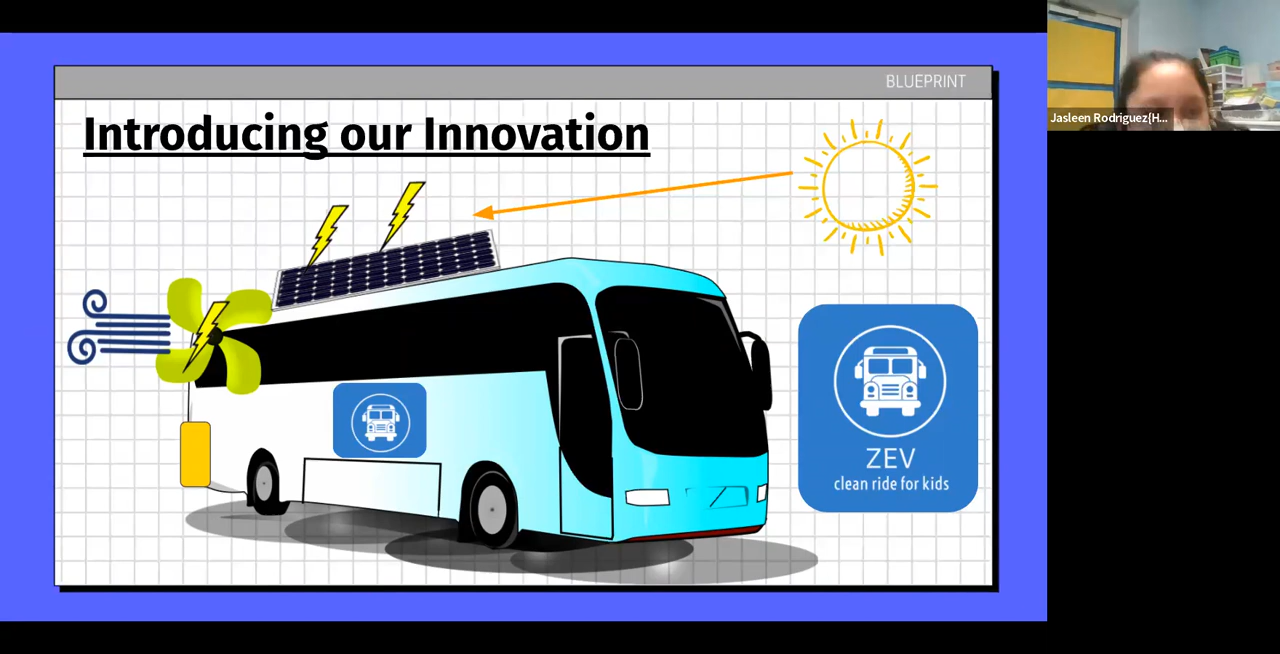 BLUEPRINT
Introducing our Innovation
ZEV
clean ride for kids
Jasleen Rodriguez(H...